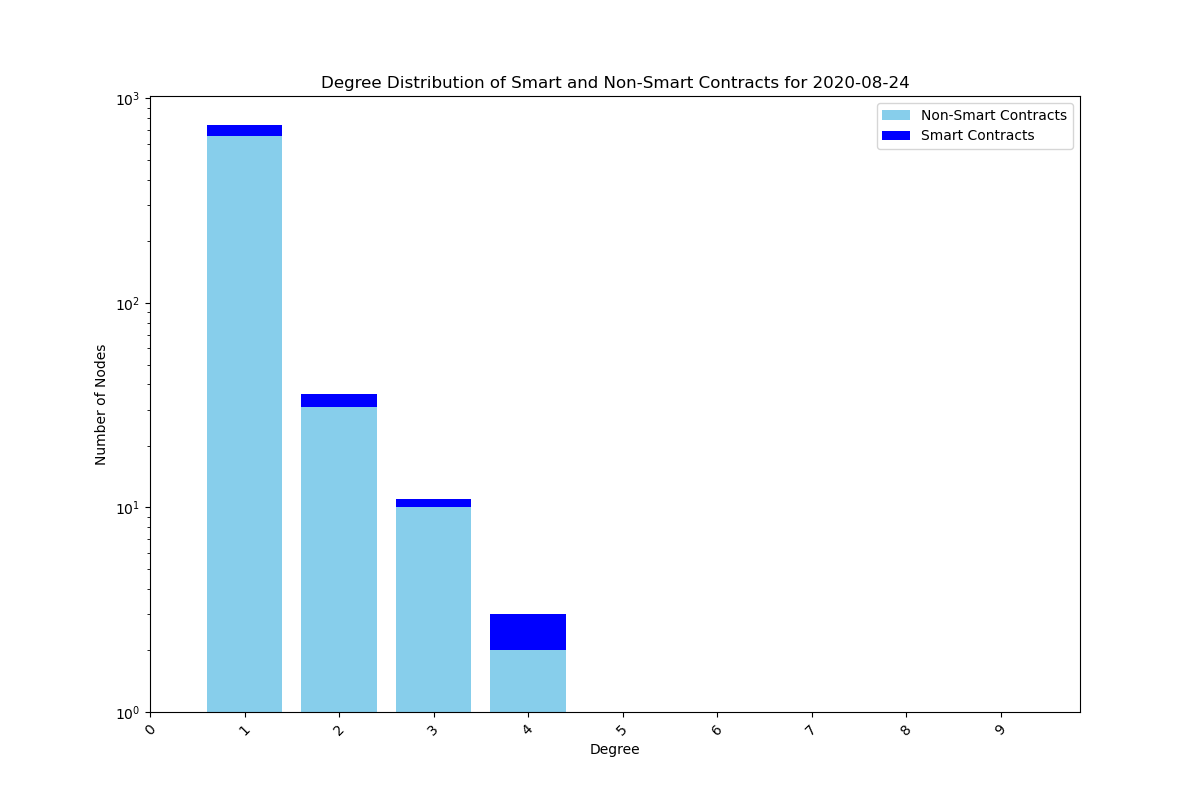 Degree Distribution of Smart and Non-Smart Contracts for 2020-08-24
Non-Smart Contracts
Smart Contracts
10³
10²
10¹
10⁰
Number of Nodes
0 1 2 3 4 5 6 7 8 9
Degree